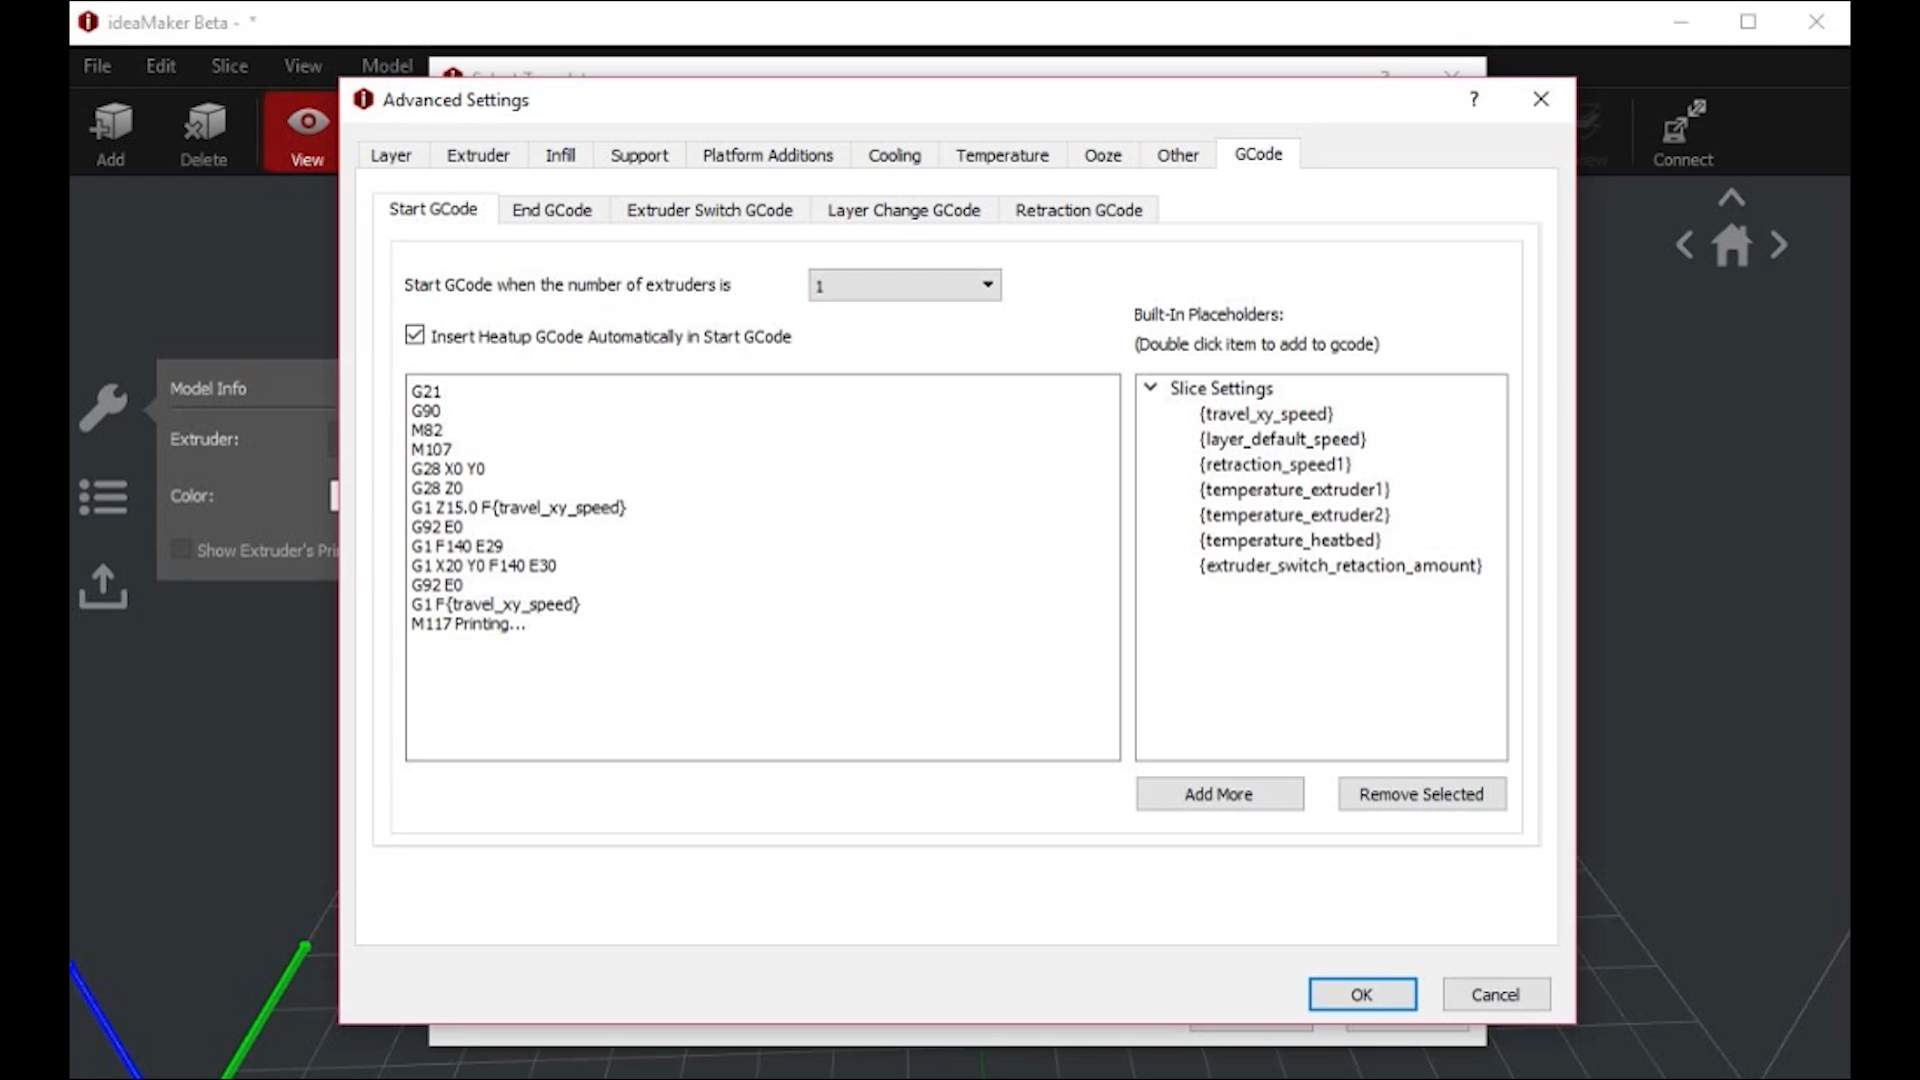 ideaMaker Beta - *
File Edit Slice View Model
Add Delete View Connect
Advanced Settings ?
Layer Extruder Infill Support Platform Additions Cooling Temperature Ooze Other GCode
Start GCode End GCode Extruder Switch GCode Layer Change GCode Retraction GCode
Start GCode when the number of extruders is 1
Insert Heatup GCode Automatically in Start GCode
G21
G90
M82
M107
G28 X0 Y0
G28 Z0
G1 Z15.0 F{travel_xy_speed}
G92 E0
G1 F140 E29
G1 X20 Y0 F140 E30
G92 E0
G1 F{travel_xy_speed}
M117 Printing...
Built-In Placeholders:
(Double click item to add to gcode)
Slice Settings
{travel_xy_speed}
{layer_default_speed}
{retraction_speed1}
{temperature_extruder1}
{temperature_extruder2}
{temperature_heatbed}
{extruder_switch_retaction_amount}
Add More Remove Selected
OK Cancel
Model Info
Extruder:
Color:
Show Extruder's Pri